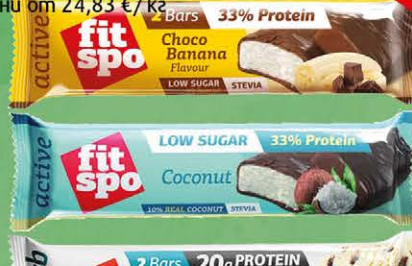 om 24,83 € / kg
active
fit
spo
2 Bars 33% Protein
Choco
Banana
Flavour
LOW SUGAR STEVIA
active
fit
spo
LOW SUGAR 33% Protein
Coconut
10% REAL COCONUT STEVIA
2 Bars 20g PROTEIN